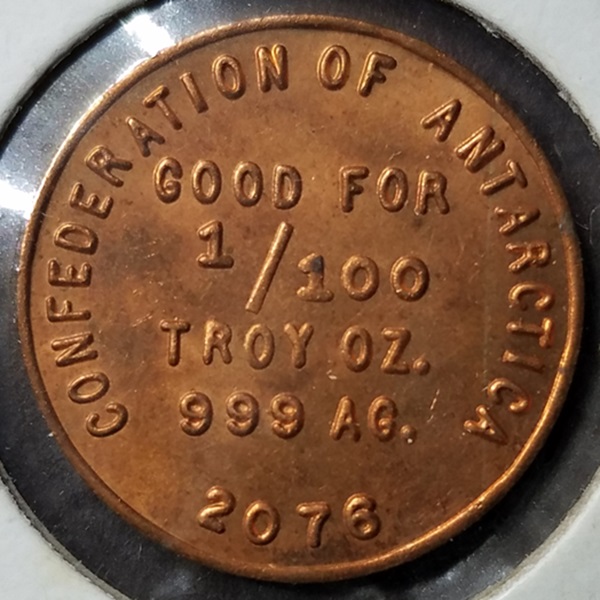 CONFEDERATION OF ANTARCTICA
GOOD FOR
1/100
TROY OZ.
999 AG.
2076